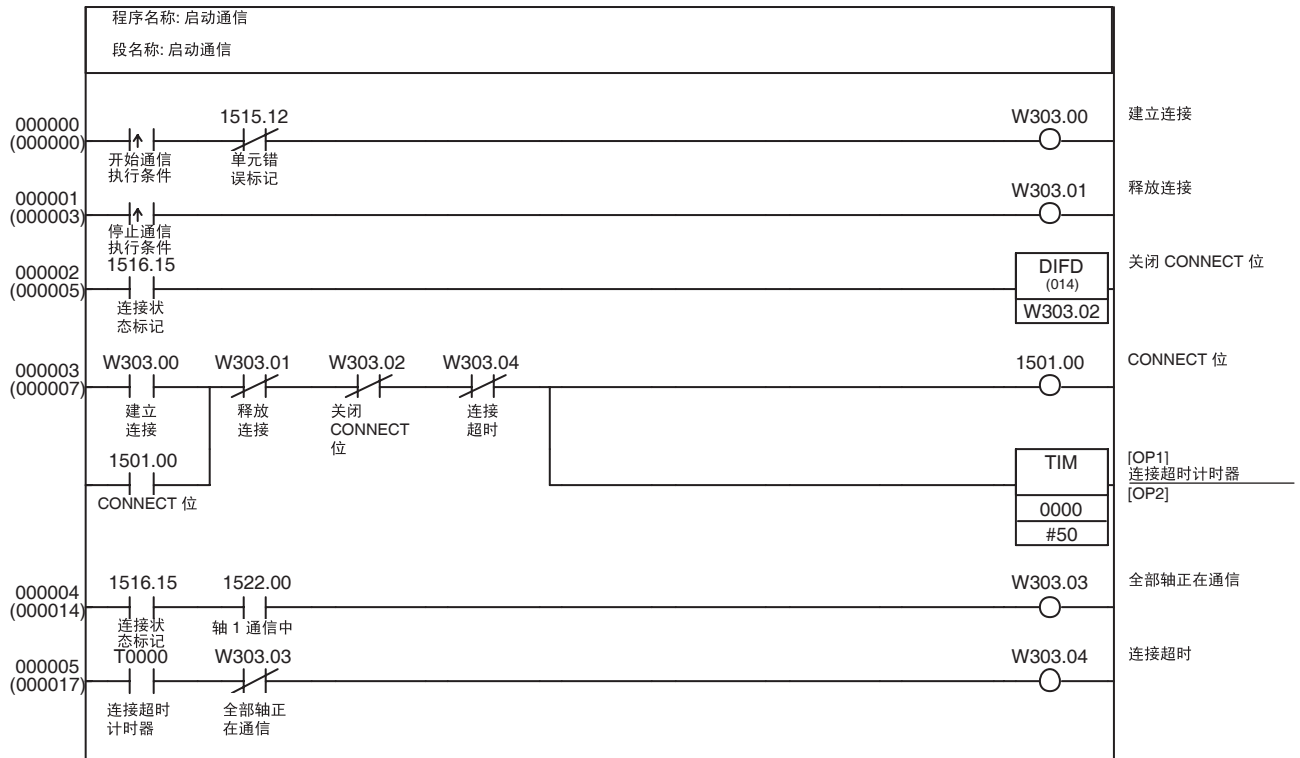 程序名称: 启动通信
段名称: 启动通信
1515.12
W303.00
建立连接
000000
(000000)
开始通信
执行条件
单元错
误标记
W303.01
释放连接
000001
(000003)
停止通信
执行条件
1516.15
DIFD
(014)
W303.02
关闭 CONNECT 位
000002
(000005)
连接状
态标记
W303.00
W303.01
W303.02
W303.04
1501.00
CONNECT 位
000003
(000007)
建立
连接
释放
连接
关闭
CONNECT
位
连接
超时
1501.00
CONNECT 位
TIM
0000
#50
[OP1]
连接超时计时器
[OP2]
1516.15
1522.00
W303.03
全部轴正在通信
000004
(000014)
连接状
态标记
轴 1 通信中
T0000
W303.03
W303.04
连接超时
000005
(000017)
连接超时
计时器
全部轴正
在通信